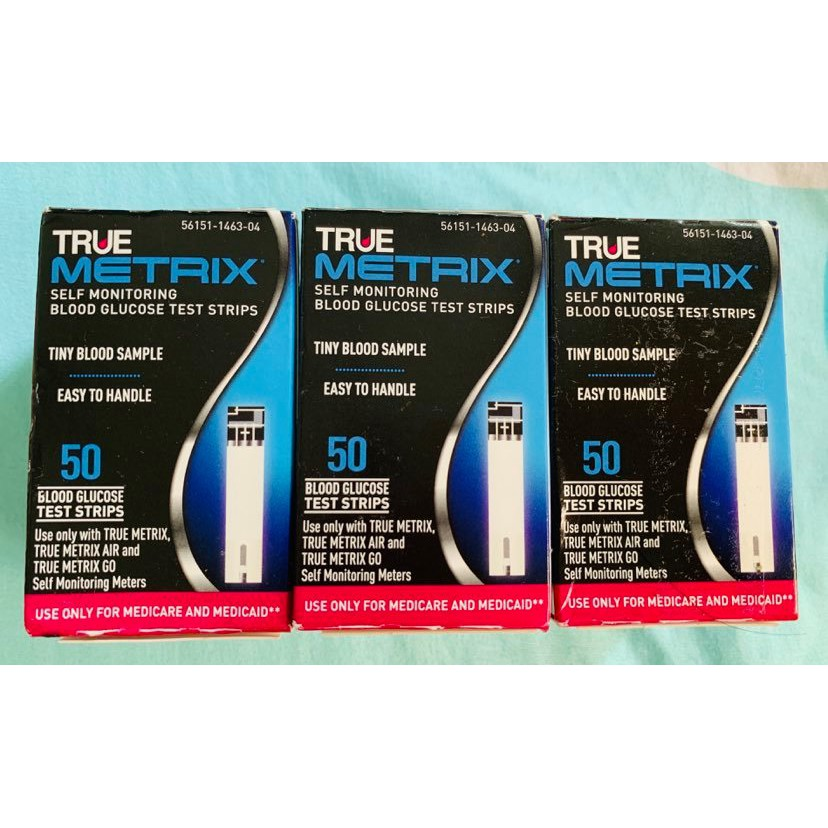 56151-1463-04
TRUE
METRIX®
SELF MONITORING
BLOOD GLUCOSE TEST STRIPS
TINY BLOOD SAMPLE
EASY TO HANDLE
50
BLOOD GLUCOSE
TEST STRIPS
Use only with TRUE METRIX,
TRUE METRIX AIR and
TRUE METRIX GO
Self Monitoring Meters
USE ONLY FOR MEDICARE AND MEDICAID**
56151-1463-04
TRUE
METRIX®
SELF MONITORING
BLOOD GLUCOSE TEST STRIPS
TINY BLOOD SAMPLE
EASY TO HANDLE
50
BLOOD GLUCOSE
TEST STRIPS
Use only with TRUE METRIX,
TRUE METRIX AIR and
TRUE METRIX GO
Self Monitoring Meters
USE ONLY FOR MEDICARE AND MEDICAID**
56151-1463-04
TRUE
METRIX®
SELF MONITORING
BLOOD GLUCOSE TEST STRIPS
TINY BLOOD SAMPLE
EASY TO HANDLE
50
BLOOD GLUCOSE
TEST STRIPS
Use only with TRUE METRIX,
TRUE METRIX AIR and
TRUE METRIX GO
Self Monitoring Meters
USE ONLY FOR MEDICARE AND MEDICAID**